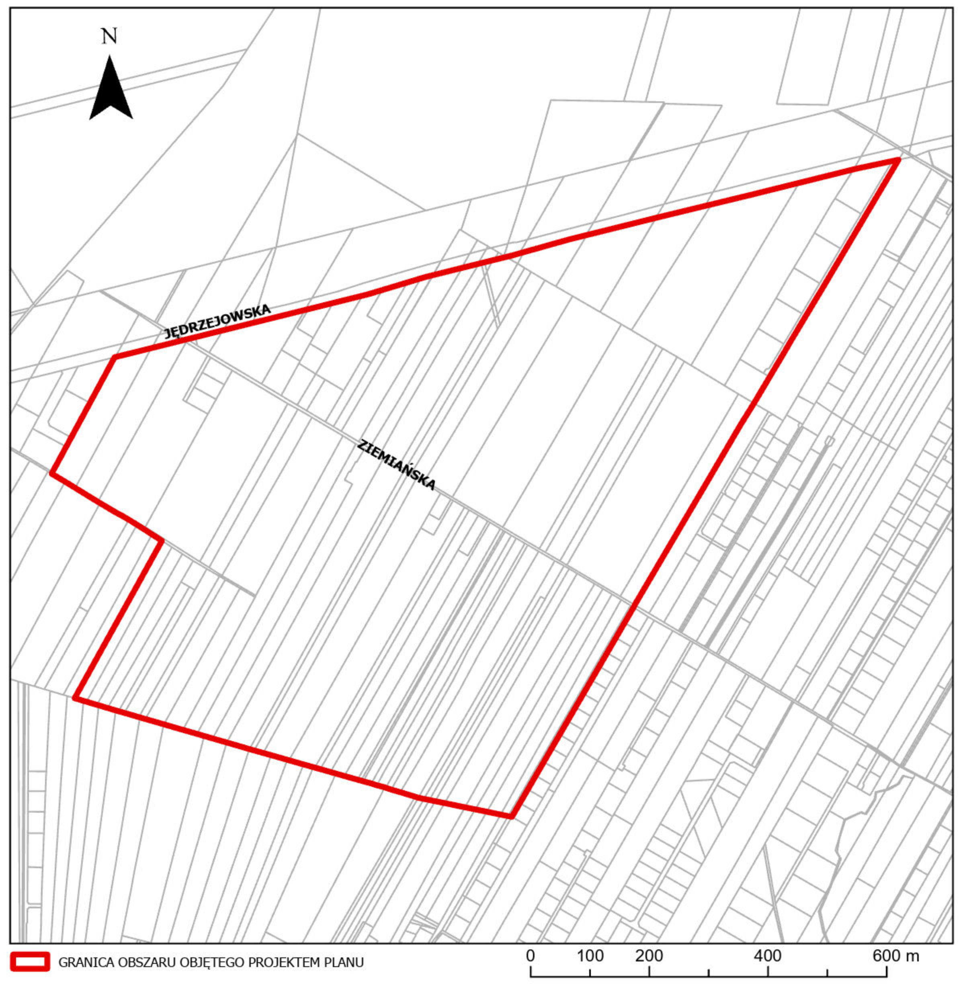 N
JĘDRZEJOWSKA
ZIEMIAŃSKA
GRANICA OBSZARU OBJĘTEGO PROJEKTEM PLANU
0 100 200 400 600 m